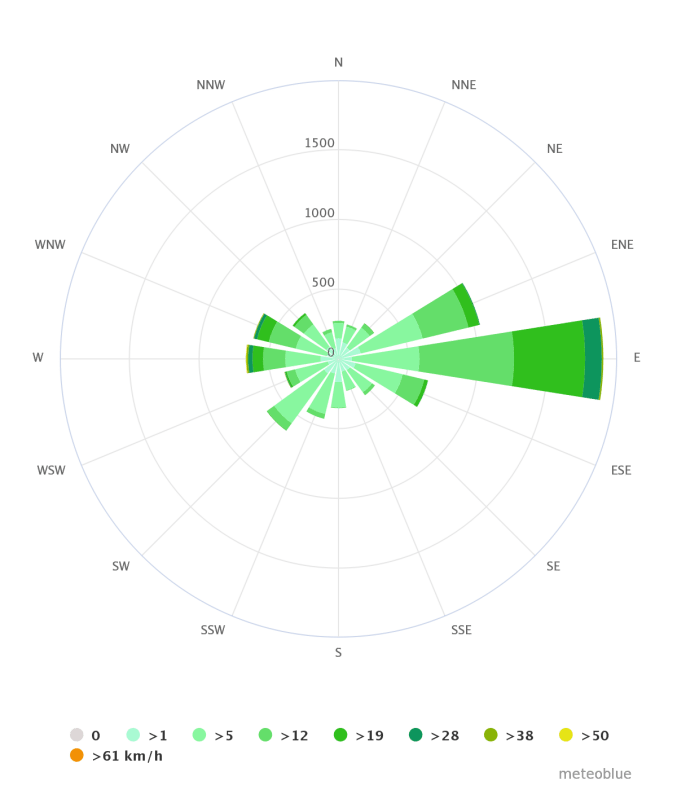 N
NNW NNE
NW NE
1500
1000
WNW ENE
500
W 0 E
WSW ESE
SW SE
SSW SSE
S
0 >1 >5 >12 >19 >28 >38 >50
>61 km/h
meteoblue